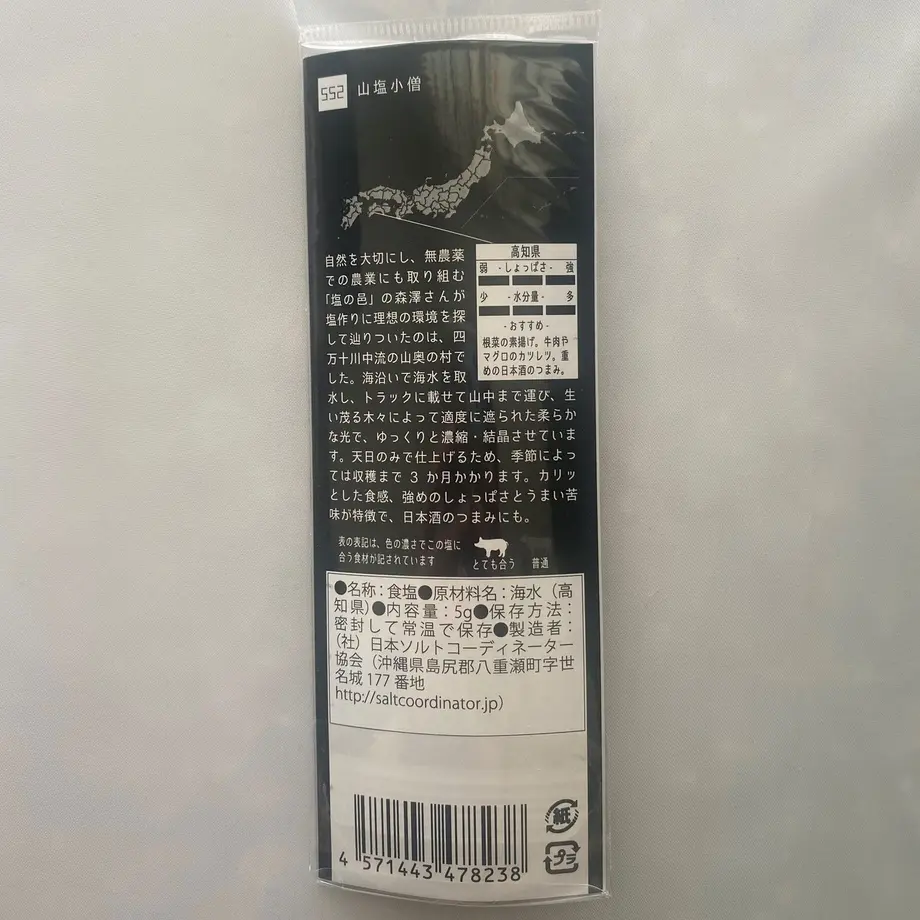 552 山塩小僧
高知県
弱 -しょっぱさ- 強
少 -水分量- 多
-おすすめ-
根菜の素揚げ。牛肉や
マグロのカツレツ。重
めの日本酒のつまみ。
自然を大切にし、無農薬
での農業にも取り組む
「塩の邑」の森澤さんが
塩作りに理想の環境を探
して辿りついたのは、四
万十川中流の山奥の村で
した。海沿いで海水を取
水し、トラックに載せて山中まで運び、生
い茂る木々によって適度に遮られた柔らか
な光で、ゆっくりと濃縮・結晶させていま
す。天日のみで仕上げるため、季節によっ
ては収穫まで 3 か月かかります。カリッ
とした食感、強めのしょっぱさとうまい苦
味が特徴で、日本酒のつまみにも。
表の表記は、色の濃さでこの塩に
合う食材が記されています
とても合う 普通
●名称：食塩●原材料名：海水（高
知県）●内容量：5g●保存方法：
密封して常温で保存●製造者：
（社）日本ソルトコーディネーター
協会（沖縄県島尻郡八重瀬町字世
名城 177 番地
http://saltcoordinator.jp）
紙
プラ
4 571443 478238